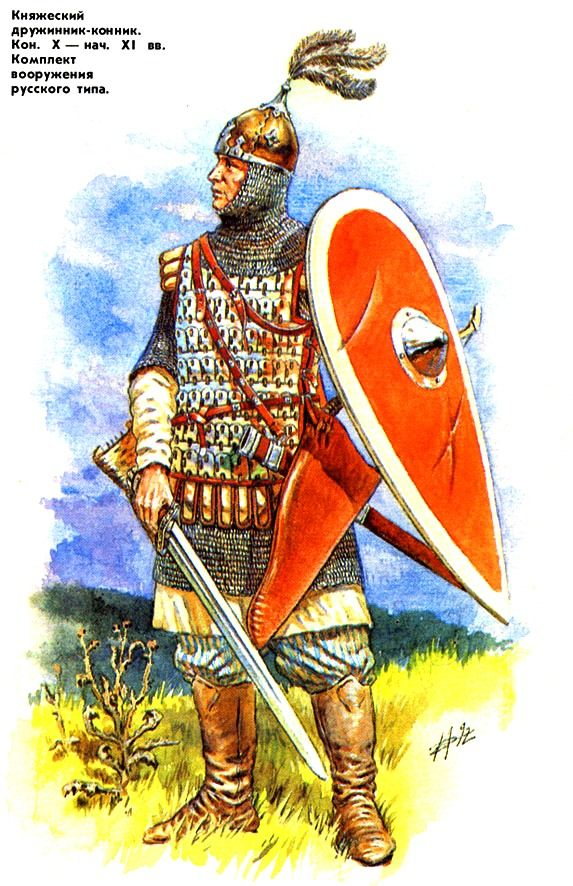 Княжеский
дружинник-конник.
Кон. X — нач. XI вв.
Комплект
вооружения
русского типа.